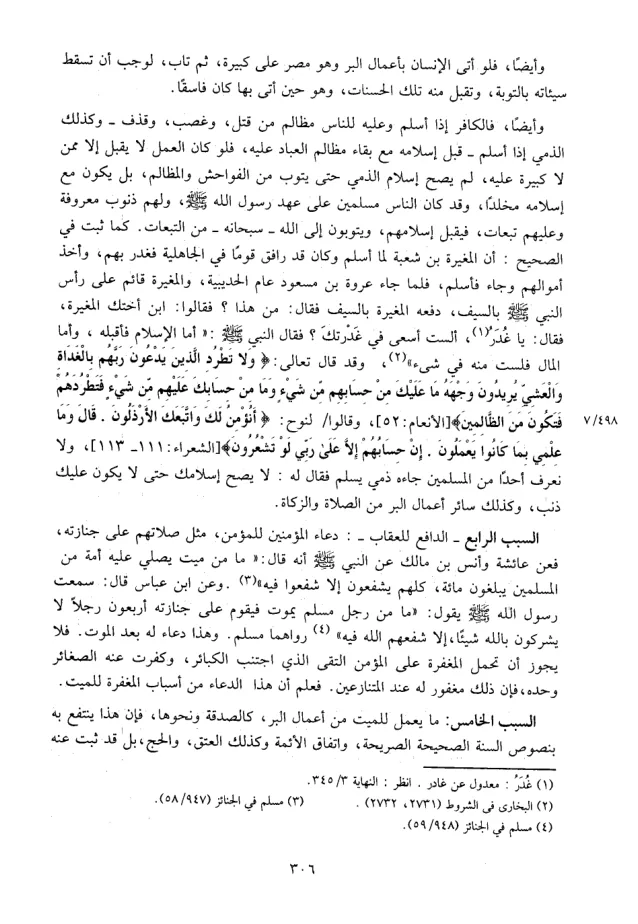 وأيضًا، فلو أتى الإنسان بأعمال البر وهو مصر على كبيرة، ثم تاب، لوجب أن تسقط
سيئاته بالتوبة، وتقبل منه تلك الحسنات، وهو حين أتى بها كان فاسقًا.
وأيضًا، فالكافر إذا أسلم وعليه للناس مظالم من قتل، وغصب، وقذف ـ وكذلك
الذمي إذا أسلم ـ قبل إسلامه مع بقاء مظالم العباد عليه، فلو كان العمل لا يقبل إلا ممن
لا كبيرة عليه، لم يصح إسلام الذمي حتى يتوب من الفواحش والمظالم، بل يكون مع
إسلامه مخلدًا، وقد كان الناس مسلمين على عهد رسول الله ﷺ، ولهم ذنوب معروفة
وعليهم تبعات، فيقبل إسلامهم، ويتوبون إلى الله ـ سبحانه ـ من التبعات. كما ثبت في
الصحيح : أن المغيرة بن شعبة لما أسلم وكان قد رافق قومًا في الجاهلية فغدر بهم، وأخذ
أموالهم وجاء فأسلم، فلما جاء عروة بن مسعود عام الحديبية، والمغيرة قائم على رأس
النبي ﷺ بالسيف، دفعه المغيرة بالسيف فقال: من هذا ؟ فقالوا: ابن أختك المغيرة،
فقال: يا غُدَر(١)، ألست أسعى في غَدْرتك؟ فقال النبي ﷺ :« أما الإسلام فأقبله ، وأما
المال فلست منه في شيء»(٢)، وقد قال تعالى:﴿ وَلا تَطْرُدِ الَّذِينَ يَدْعُونَ رَبَّهُم بِالْغَدَاةِ
وَالْعَشِيِّ يُرِيدُونَ وَجْهَهُ مَا عَلَيْكَ مِنْ حِسَابِهِم مِّن شَيْءٍ وَمَا مِنْ حِسَابِكَ عَلَيْهِم مِّن شَيْءٍ فَتَطْرُدَهُمْ
فَتَكُونَ مِنَ الظَّالِمِينَ﴾[الأنعام:٥٢]، وقالوا/ لنوح: ﴿ أَنُؤْمِنُ لَكَ وَاتَّبَعَكَ الأَرْذَلُونَ . قَالَ وَمَا
٧/٤٩٨
عِلْمِي بِمَا كَانُوا يَعْمَلُونَ . إِنْ حِسَابُهُمْ إِلاَّ عَلَىٰ رَبِّي لَوْ تَشْعُرُونَ﴾[الشعراء:١١١ـ ١١٣]، ولا
نعرف أحدًا من المسلمين جاءه ذمي يسلم فقال له : لا يصح إسلامك حتى لا يكون عليك
ذنب، وكذلك سائر أعمال البر من الصلاة والزكاة.
السبب الرابع ـ الدافع للعقاب ـ : دعاء المؤمنين للمؤمن، مثل صلاتهم على جنازته،
فعن عائشة وأنس بن مالك عن النبي ﷺ أنه قال:« ما من ميت يصلي عليه أمة من
المسلمين يبلغون مائة، كلهم يشفعون إلا شفعوا فيه»(٣) . وعن ابن عباس قال: سمعت
رسول الله ﷺ يقول: «ما من رجل مسلم يموت فيقوم على جنازته أربعون رجلاً لا
يشركون بالله شيئًا،إلا شفعهم الله فيه» (٤) رواهما مسلم. وهذا دعاء له بعد الموت. فلا
يجوز أن تحمل المغفرة على المؤمن التقى الذي اجتنب الكبائر، وكفرت عنه الصغائر
وحده،فإن ذلك مغفور له عند المتنازعين. فعلم أن هذا الدعاء من أسباب المغفرة للميت.
السبب الخامس: ما يعمل للميت من أعمال البر، كالصدقة ونحوها، فإن هذا ينتفع به
بنصوص السنة الصحيحة الصريحة، واتفاق الأئمة وكذلك العتق، والحج،بل قد ثبت عنه
(١) غُدَرُ : معدول عن غادر . انظر : النهاية ٣/ ٣٤٥.
(٢) البخارى فى الشروط (٢٧٣١، ٢٧٣٢) . (٣) مسلم في الجنائز (٩٤٧/ ٥٨).
(٤) مسلم في الجنائز (٩٤٨/ ٥٩).
٣٠٦